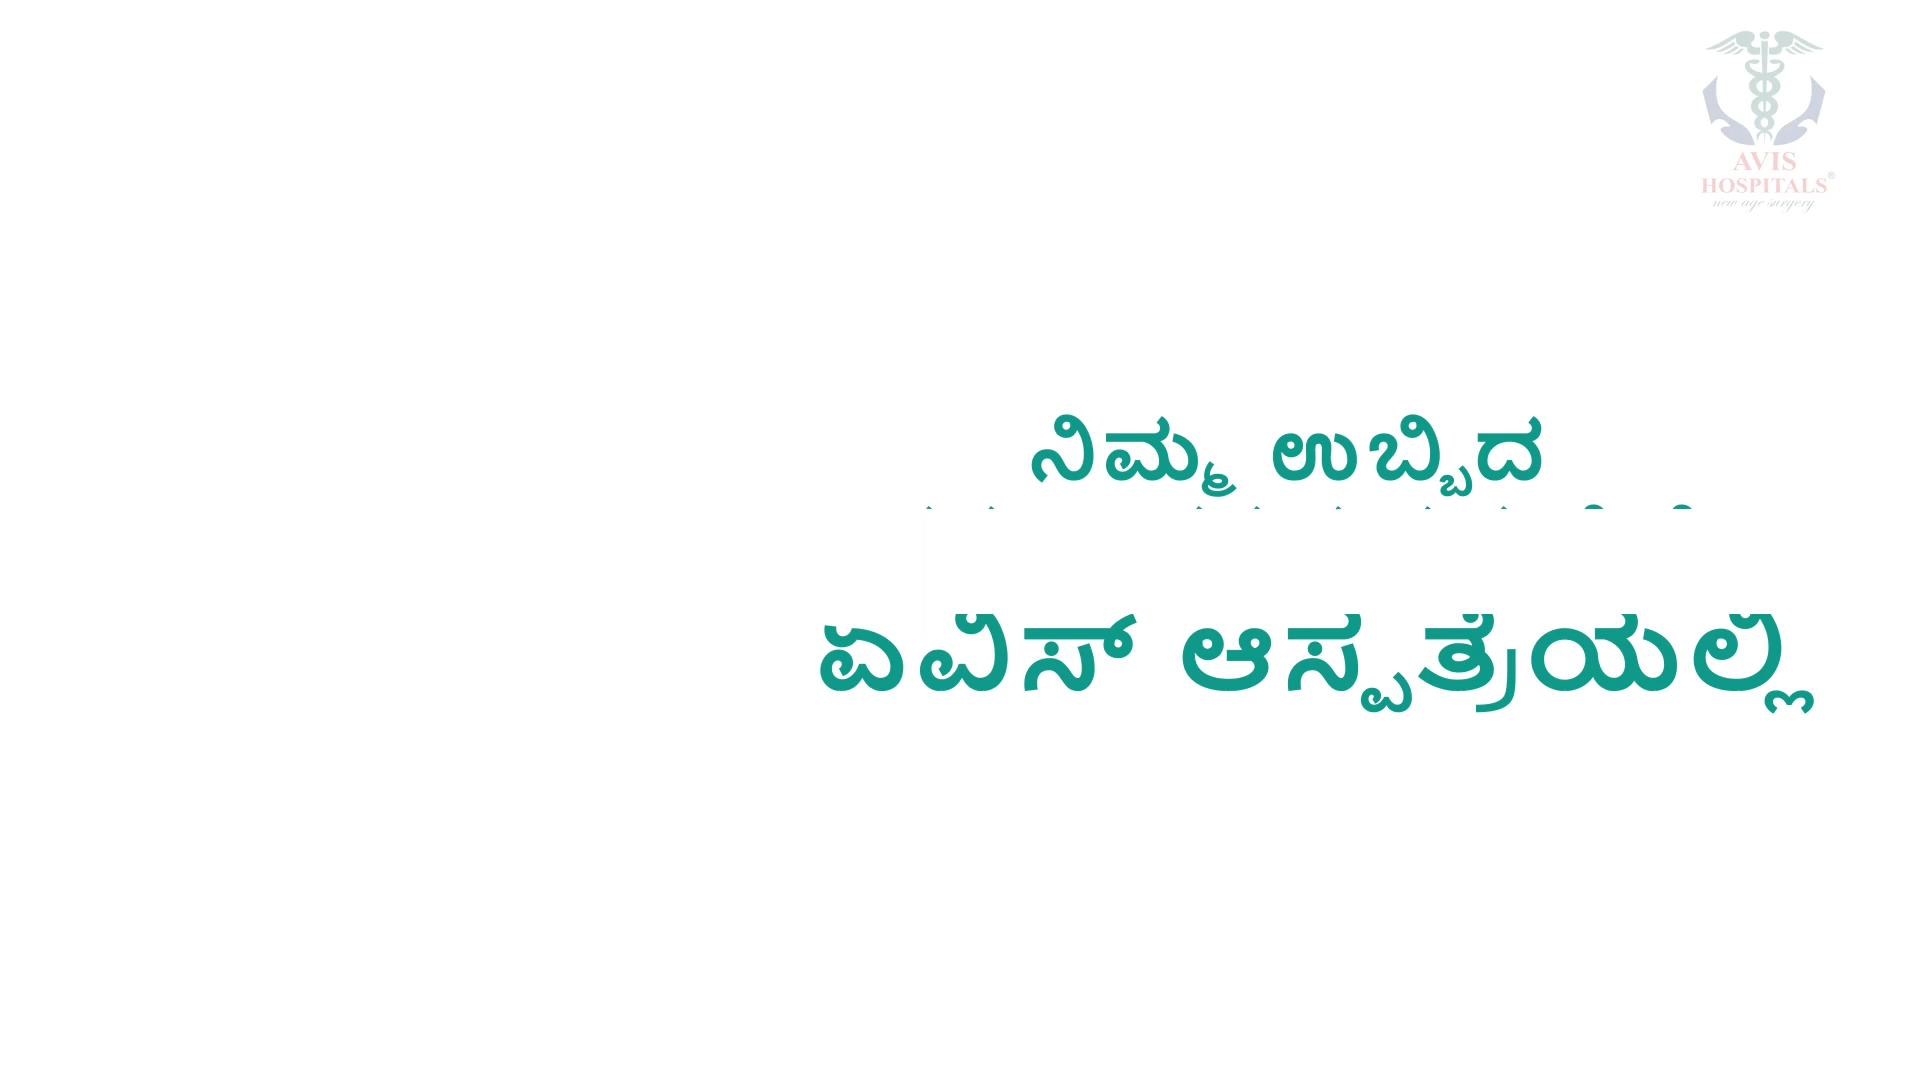 AVIS
HOSPITALS®
new age surgery
ನಿಮ್ಮ ಉಬ್ಬಿದ
ಏವಿಸ್ ಆಸ್ಪತ್ರೆಯಲ್ಲಿ